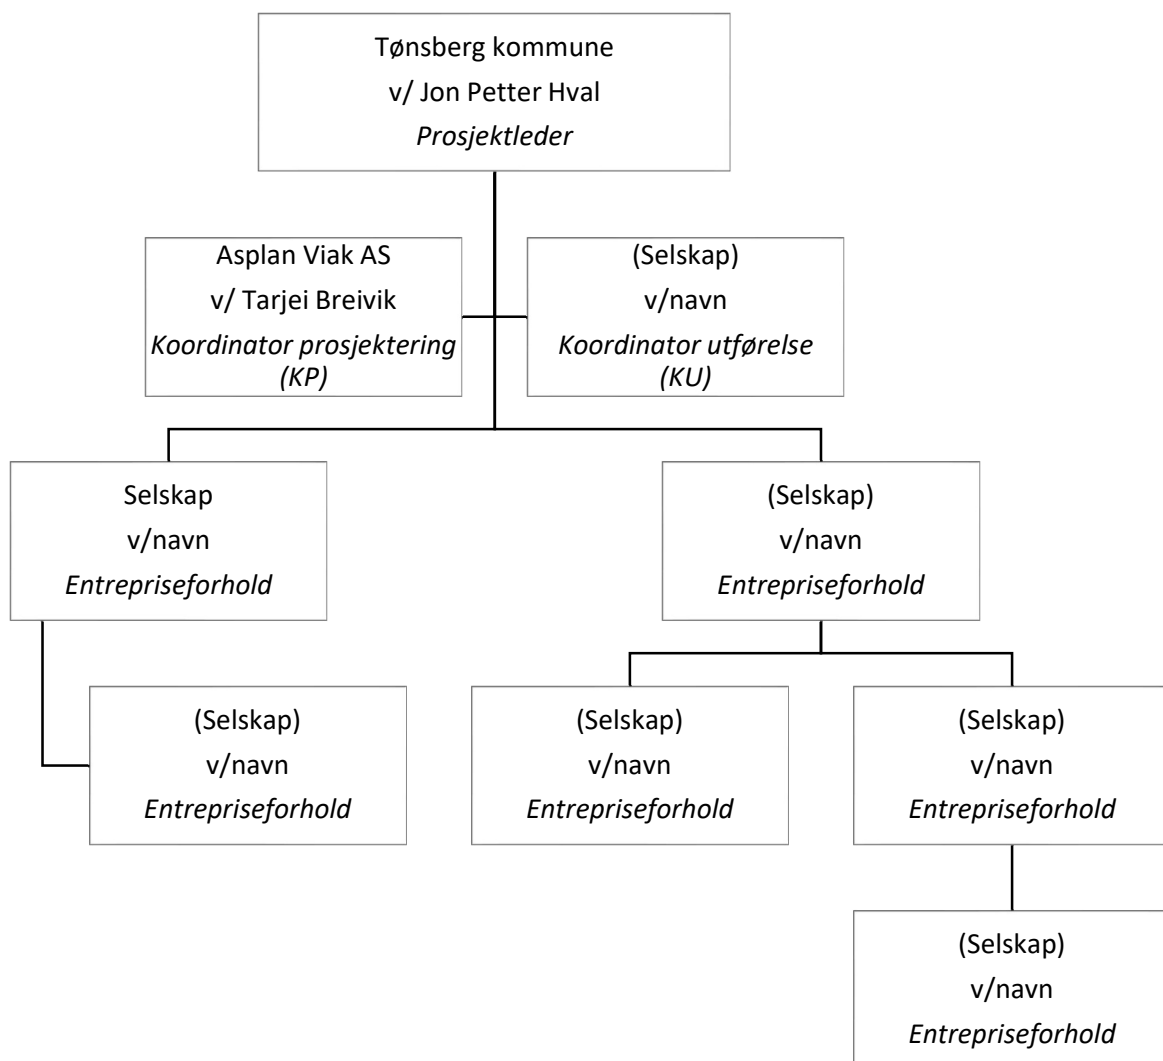 Tønsberg kommune
v/ Jon Petter Hval
Prosjektleder
Asplan Viak AS
v/ Tarjei Breivik
Koordinator prosjektering
(KP)
(Selskap)
v/navn
Koordinator utførelse
(KU)
Selskap
v/navn
Entrepriseforhold
(Selskap)
v/navn
Entrepriseforhold
(Selskap)
v/navn
Entrepriseforhold
(Selskap)
v/navn
Entrepriseforhold
(Selskap)
v/navn
Entrepriseforhold
(Selskap)
v/navn
Entrepriseforhold